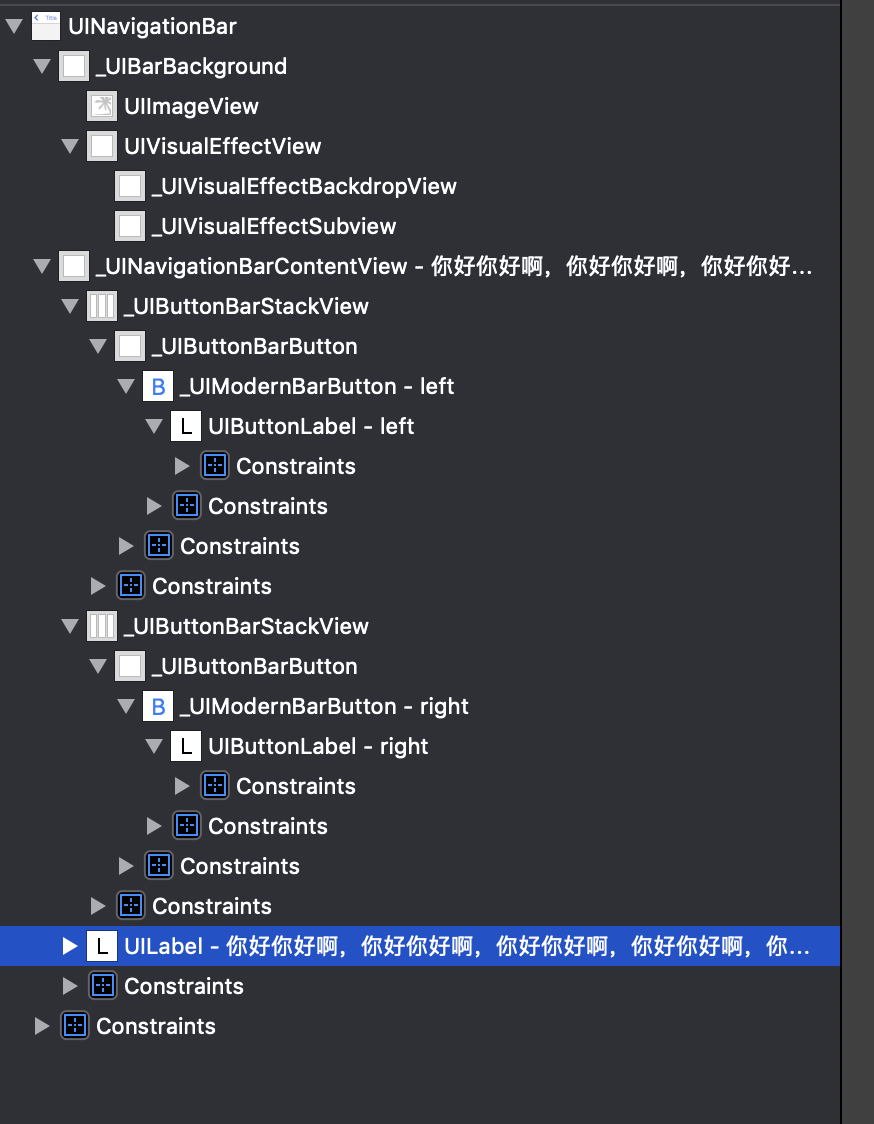 UINavigationBar
_UIBarBackground
UIImageView
UIVisualEffectView
_UIVisualEffectBackdropView
_UIVisualEffectSubview
_UINavigationBarContentView - 你好你好啊，你好你好啊，你好你好...
_UIButtonBarStackView
_UIButtonBarButton
B _UIModernBarButton - left
L UIButtonLabel - left
Constraints
Constraints
Constraints
Constraints
_UIButtonBarStackView
_UIButtonBarButton
B _UIModernBarButton - right
L UIButtonLabel - right
Constraints
Constraints
Constraints
Constraints
L UILabel - 你好你好啊，你好你好啊，你好你好啊，你好你好啊，你...
Constraints
Constraints